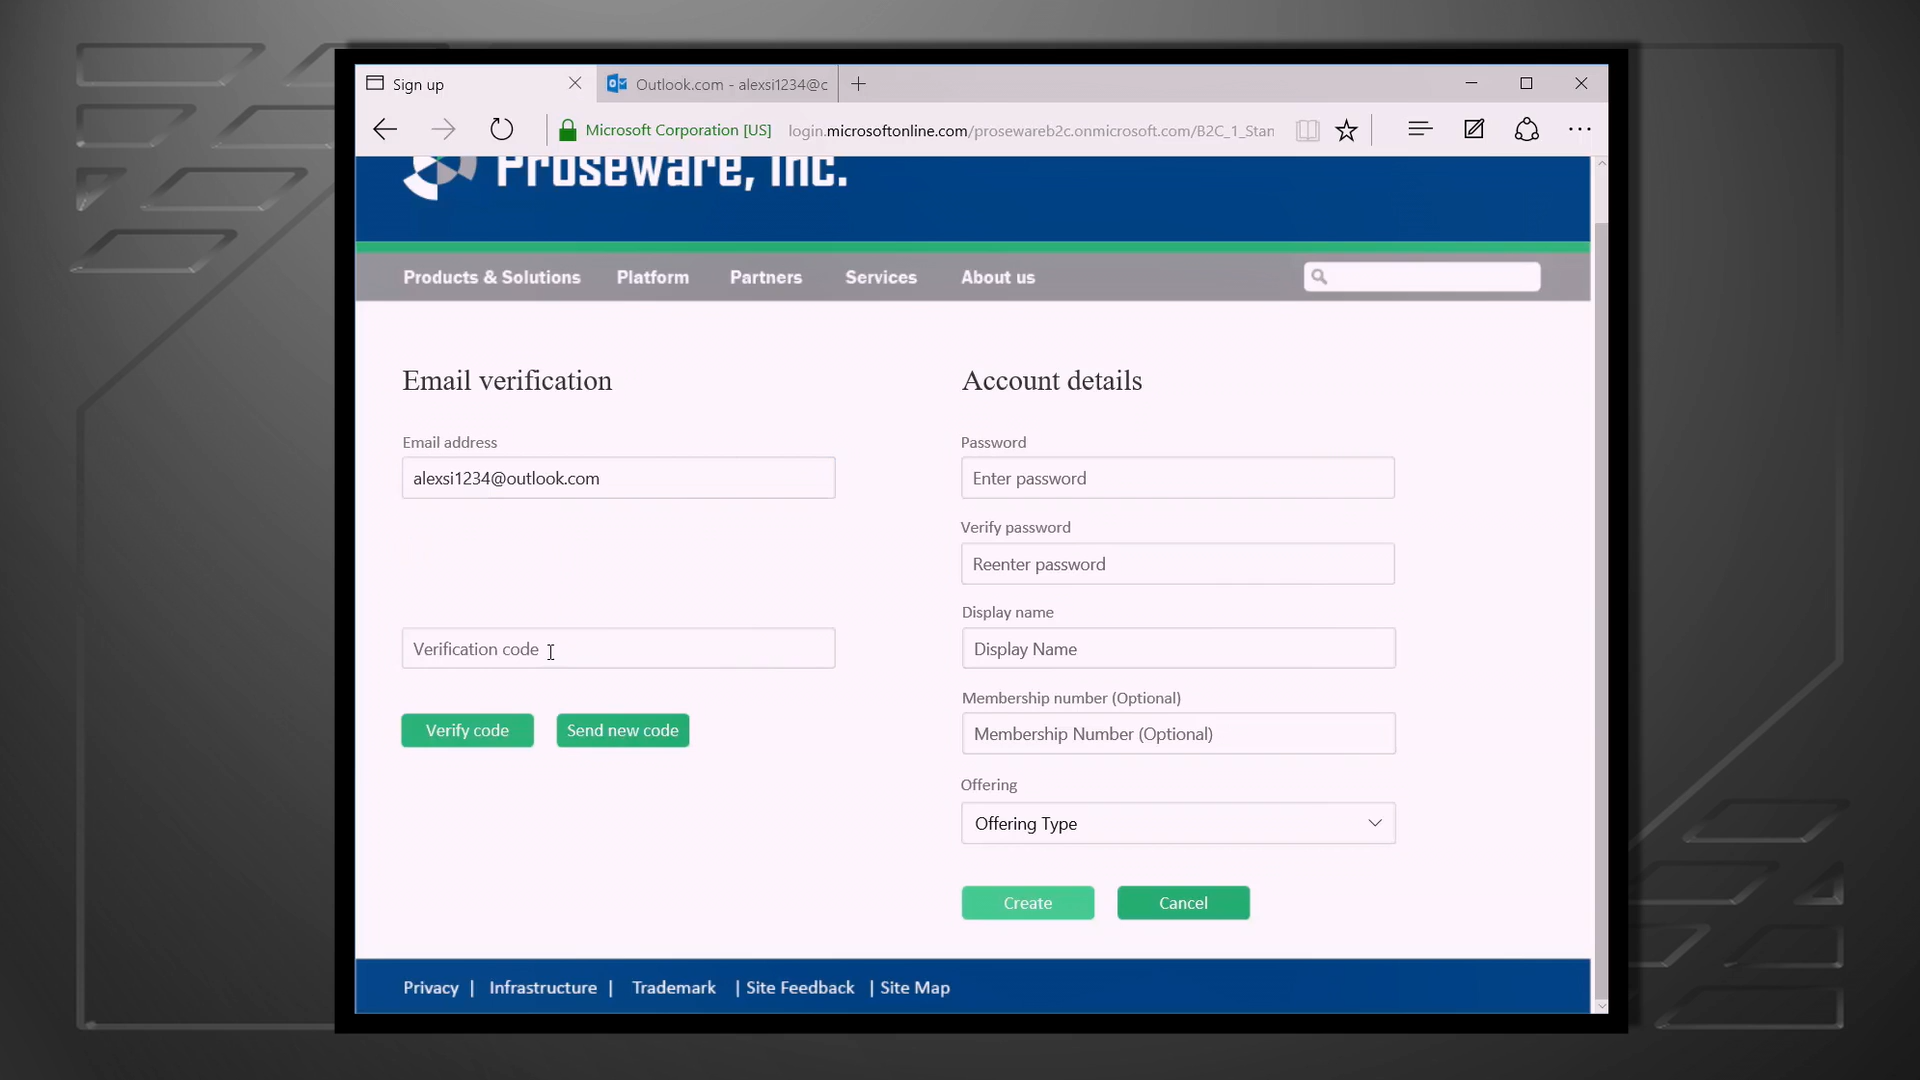 Sign up
Outlook.com - alexsi1234@c
Microsoft Corporation [US]
login.microsoftonline.com/prosewareb2c.onmicrosoft.com/B2C_1_Stan
Proseware, Inc.
Products & Solutions
Platform
Partners
Services
About us
Email verification
Email address
alexsi1234@outlook.com
Verification code
Verify code
Send new code
Account details
Password
Enter password
Verify password
Reenter password
Display name
Display Name
Membership number (Optional)
Membership Number (Optional)
Offering
Offering Type
Create
Cancel
Privacy | Infrastructure | Trademark | Site Feedback | Site Map